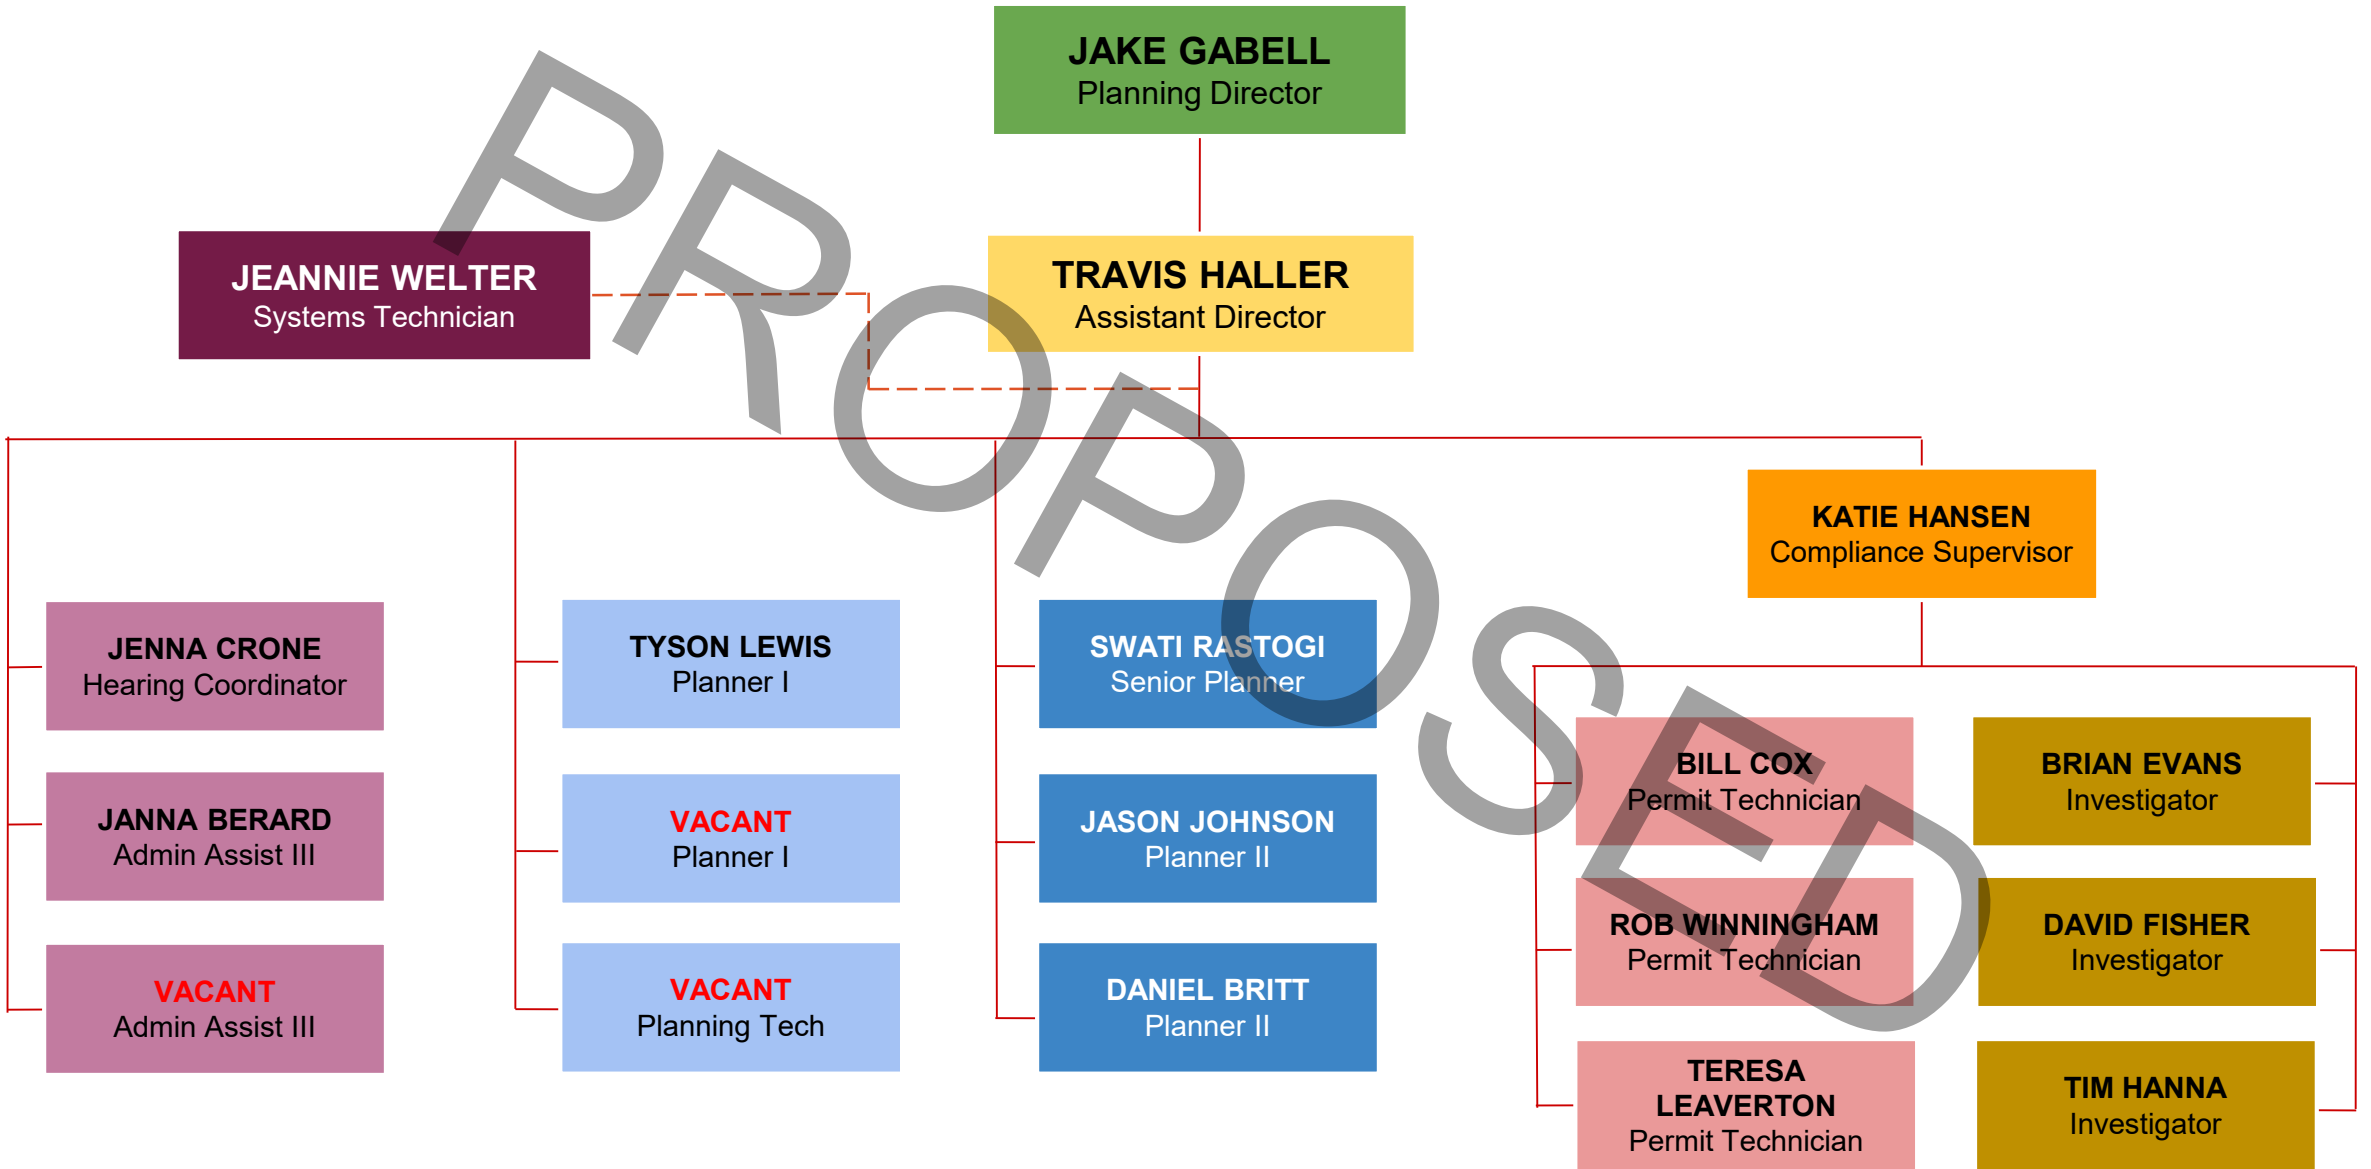 JAKE GABELL
Planning Director
JEANNIE WELTER
Systems Technician
TRAVIS HALLER
Assistant Director
KATIE HANSEN
Compliance Supervisor
JENNA CRONE
Hearing Coordinator
JANNA BERARD
Admin Assist III
VACANT
Admin Assist III
TYSON LEWIS
Planner I
VACANT
Planner I
VACANT
Planning Tech
SWATI RASTOGI
Senior Planner
JASON JOHNSON
Planner II
DANIEL BRITT
Planner II
BILL COX
Permit Technician
ROB WINNINGHAM
Permit Technician
TERESA
LEAVERTON
Permit Technician
BRIAN EVANS
Investigator
DAVID FISHER
Investigator
TIM HANNA
Investigator
PROPOSED